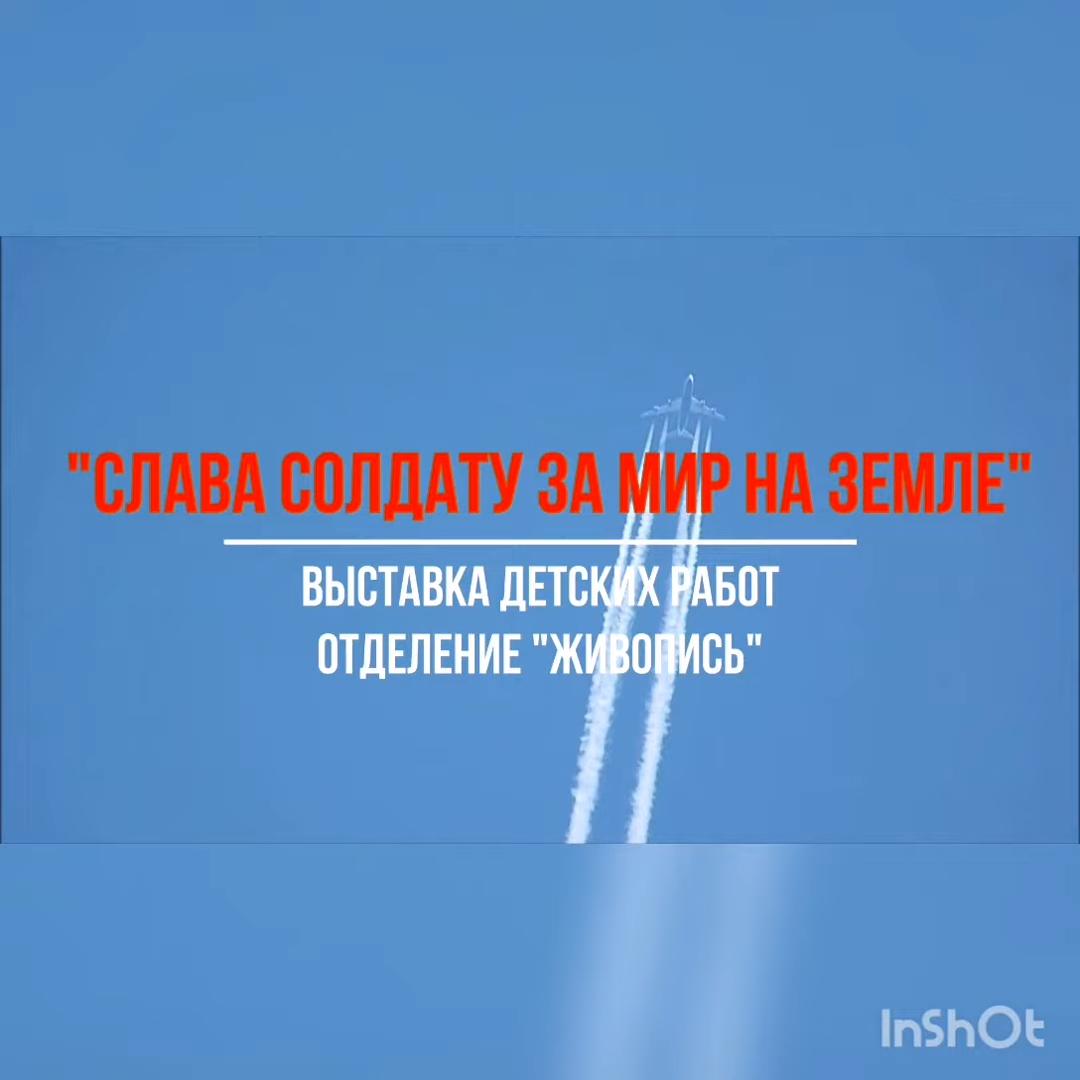 "СЛАВА СОЛДАТУ ЗА МИР НА ЗЕМЛЕ"
ВЫСТАВКА ДЕТСКИХ РАБОТ
ОТДЕЛЕНИЕ "ЖИВОПИСЬ"
InShOt